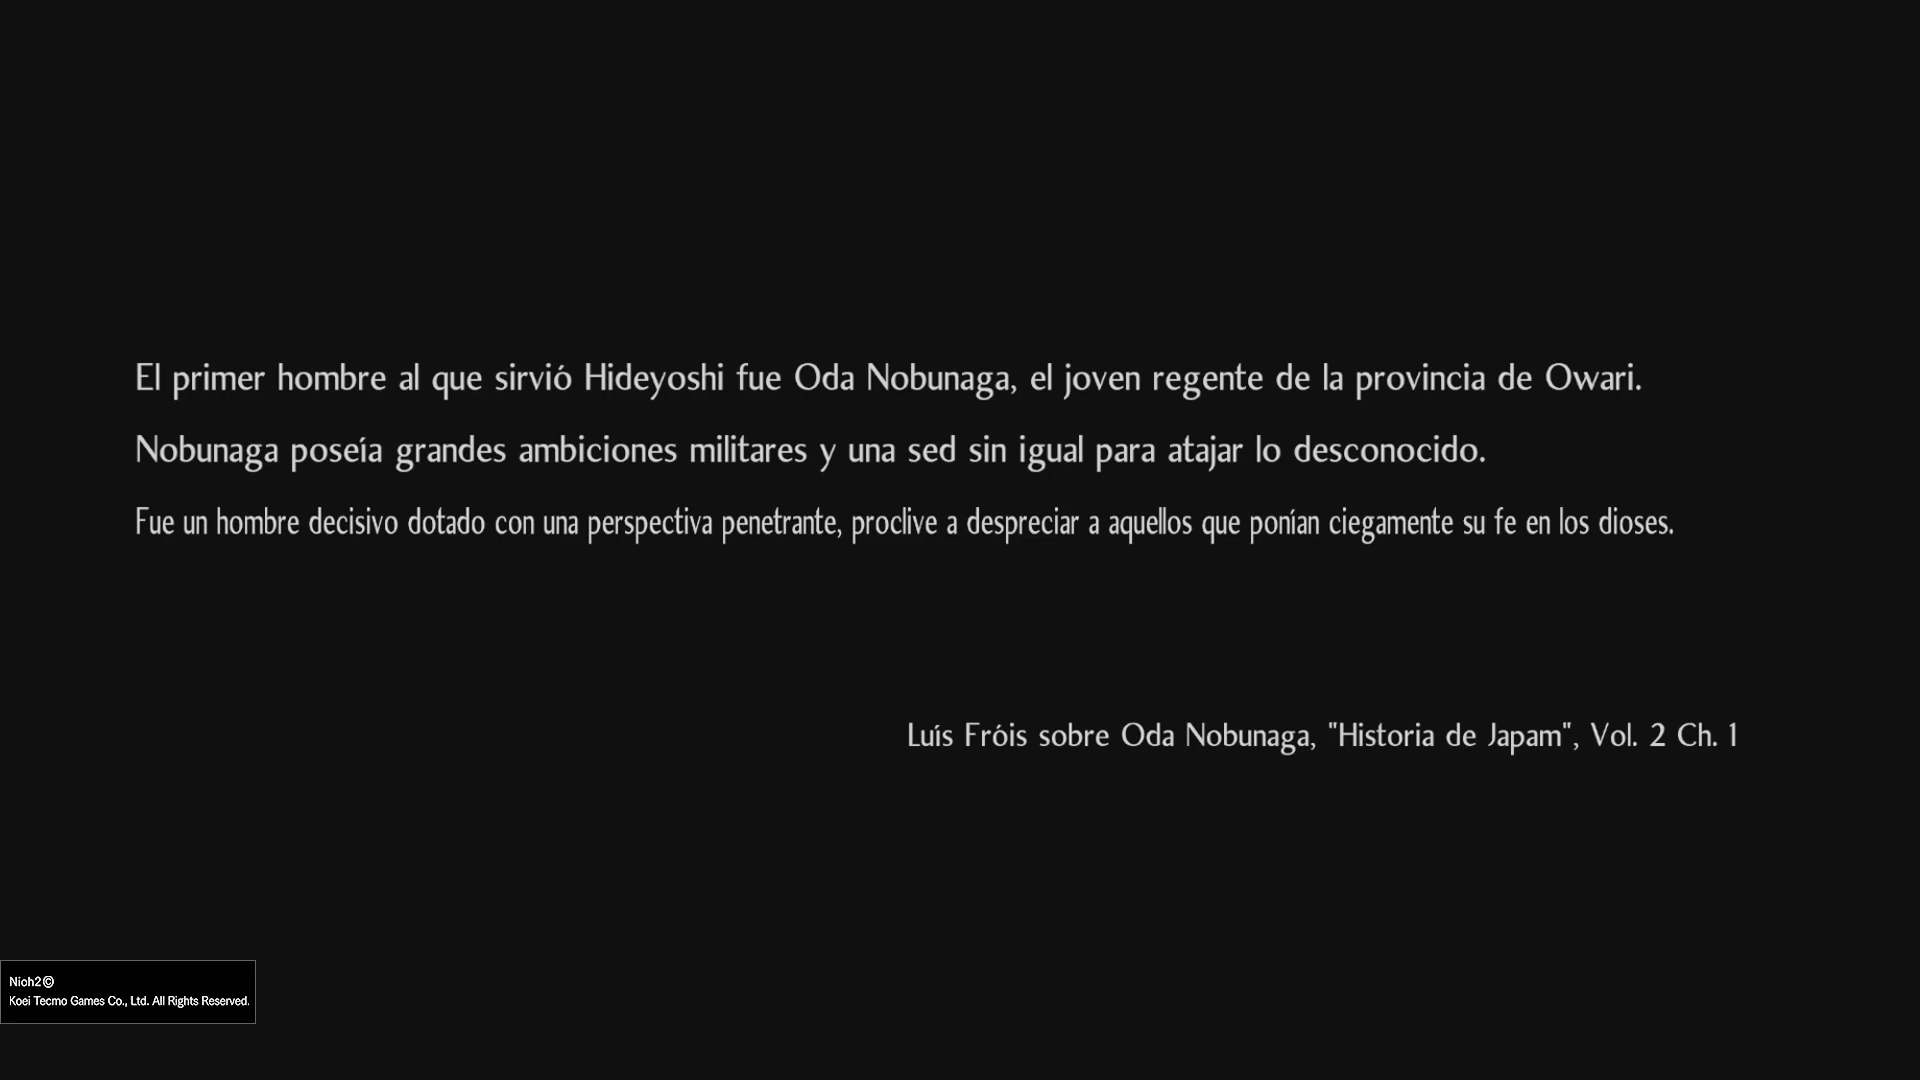 El primer hombre al que sirvió Hideyoshi fue Oda Nobunaga, el joven regente de la provincia de Owari.
Nobunaga poseía grandes ambiciones militares y una sed sin igual para atajar lo desconocido.
Fue un hombre decisivo dotado con una perspectiva penetrante, proclive a despreciar a aquellos que ponían ciegamente su fe en los dioses.
Luís Fróis sobre Oda Nobunaga, "Historia de Japam", Vol. 2 Ch. 1
Nioh2©
Koei Tecmo Games Co., Ltd. All Rights Reserved.